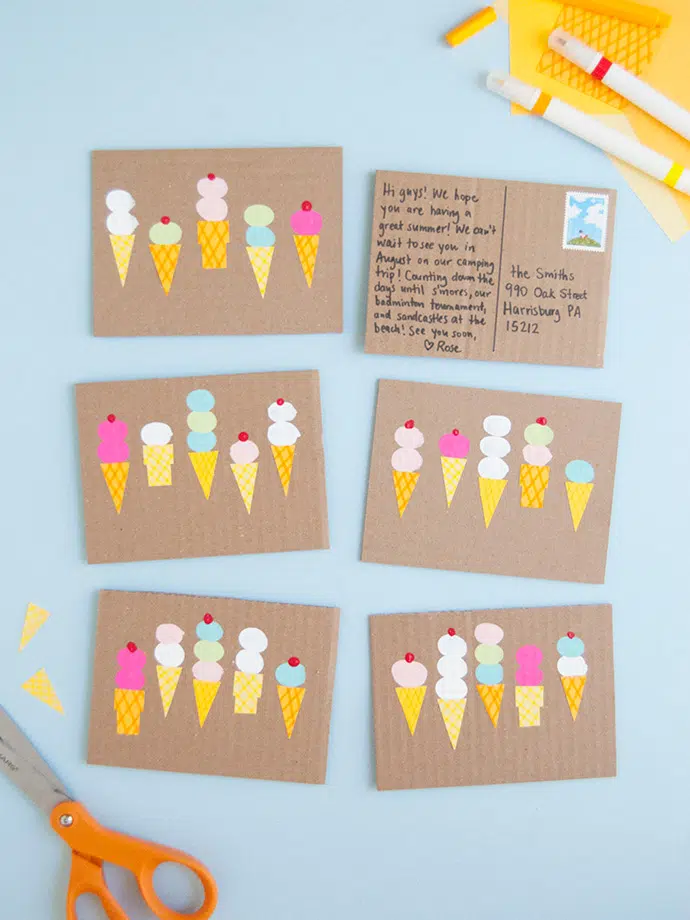 Hi guys! We hope
you are having a
great summer! We can't
wait to see you in
August on our camping
trip! Counting down the
days until s'mores, our
badminton tournament,
and sandcastles at the
beach! See you soon,
♡ Rose
the Smiths
990 Oak Street
Harrisburg PA
15212